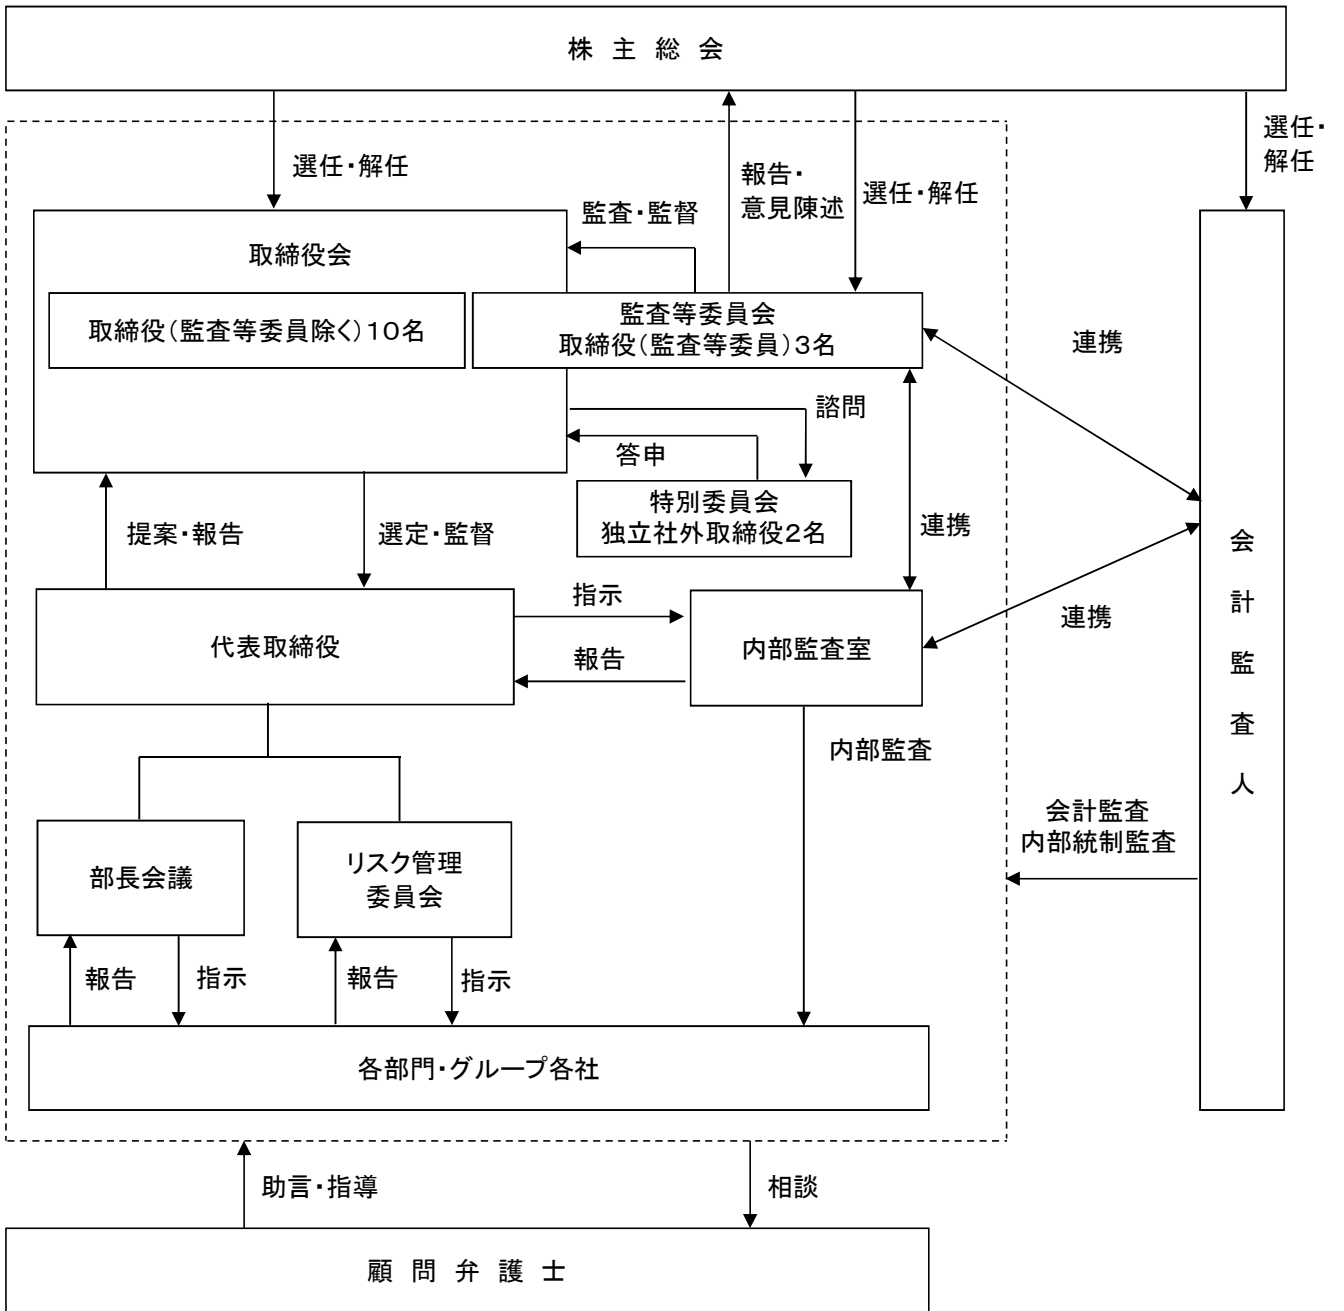 株主総会
選任・解任
報告・
意見陳述
選任・解任
選任・
解任
監査・監督
取締役会
取締役(監査等委員除く)10名
監査等委員会
取締役(監査等委員)3名
連携
諮問
答申
特別委員会
独立社外取締役2名
提案・報告
選定・監督
連携
会計監査人
指示
代表取締役
報告
内部監査室
連携
内部監査
会計監査
内部統制監査
部長会議
リスク管理
委員会
報告
指示
報告
指示
各部門・グループ各社
助言・指導
相談
顧問弁護士